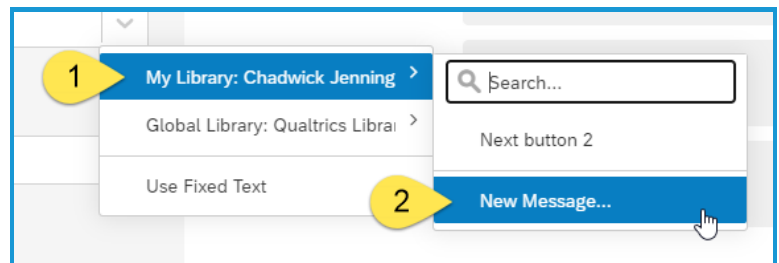 1
My Library: Chadwick Jenning
Global Library: Qualtrics Librar
Use Fixed Text
Search...
Next button 2
2
New Message...